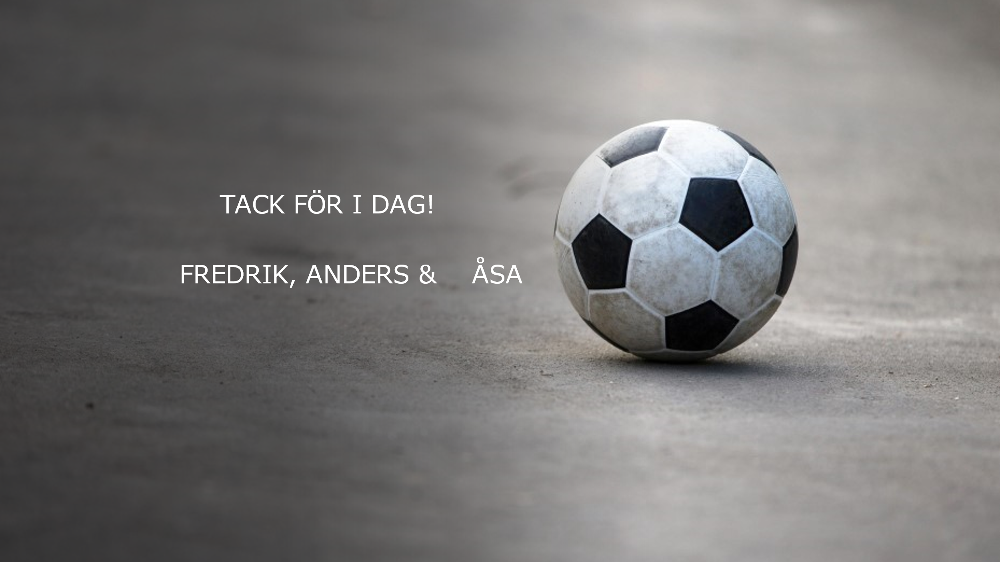 TACK FÖR I DAG!
FREDRIK, ANDERS & ÅSA